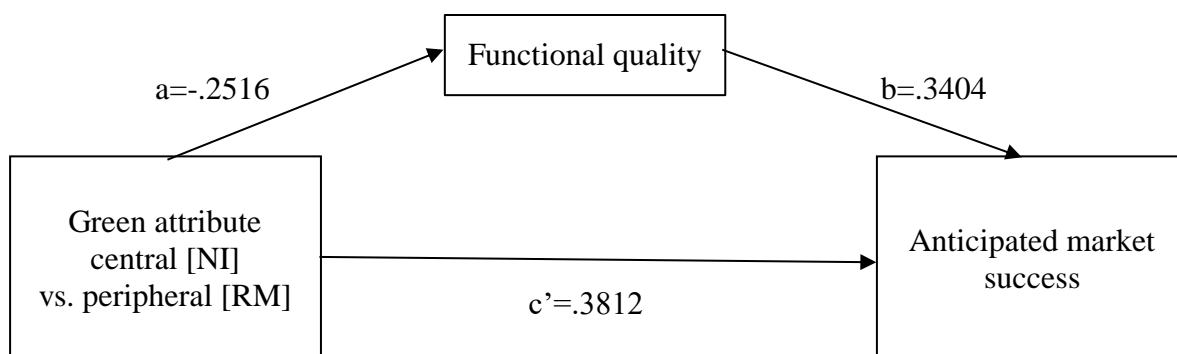 Functional quality
a=-.2516
b=.3404
Green attribute
central [NI]
vs. peripheral [RM]
Anticipated market
success
c’=.3812